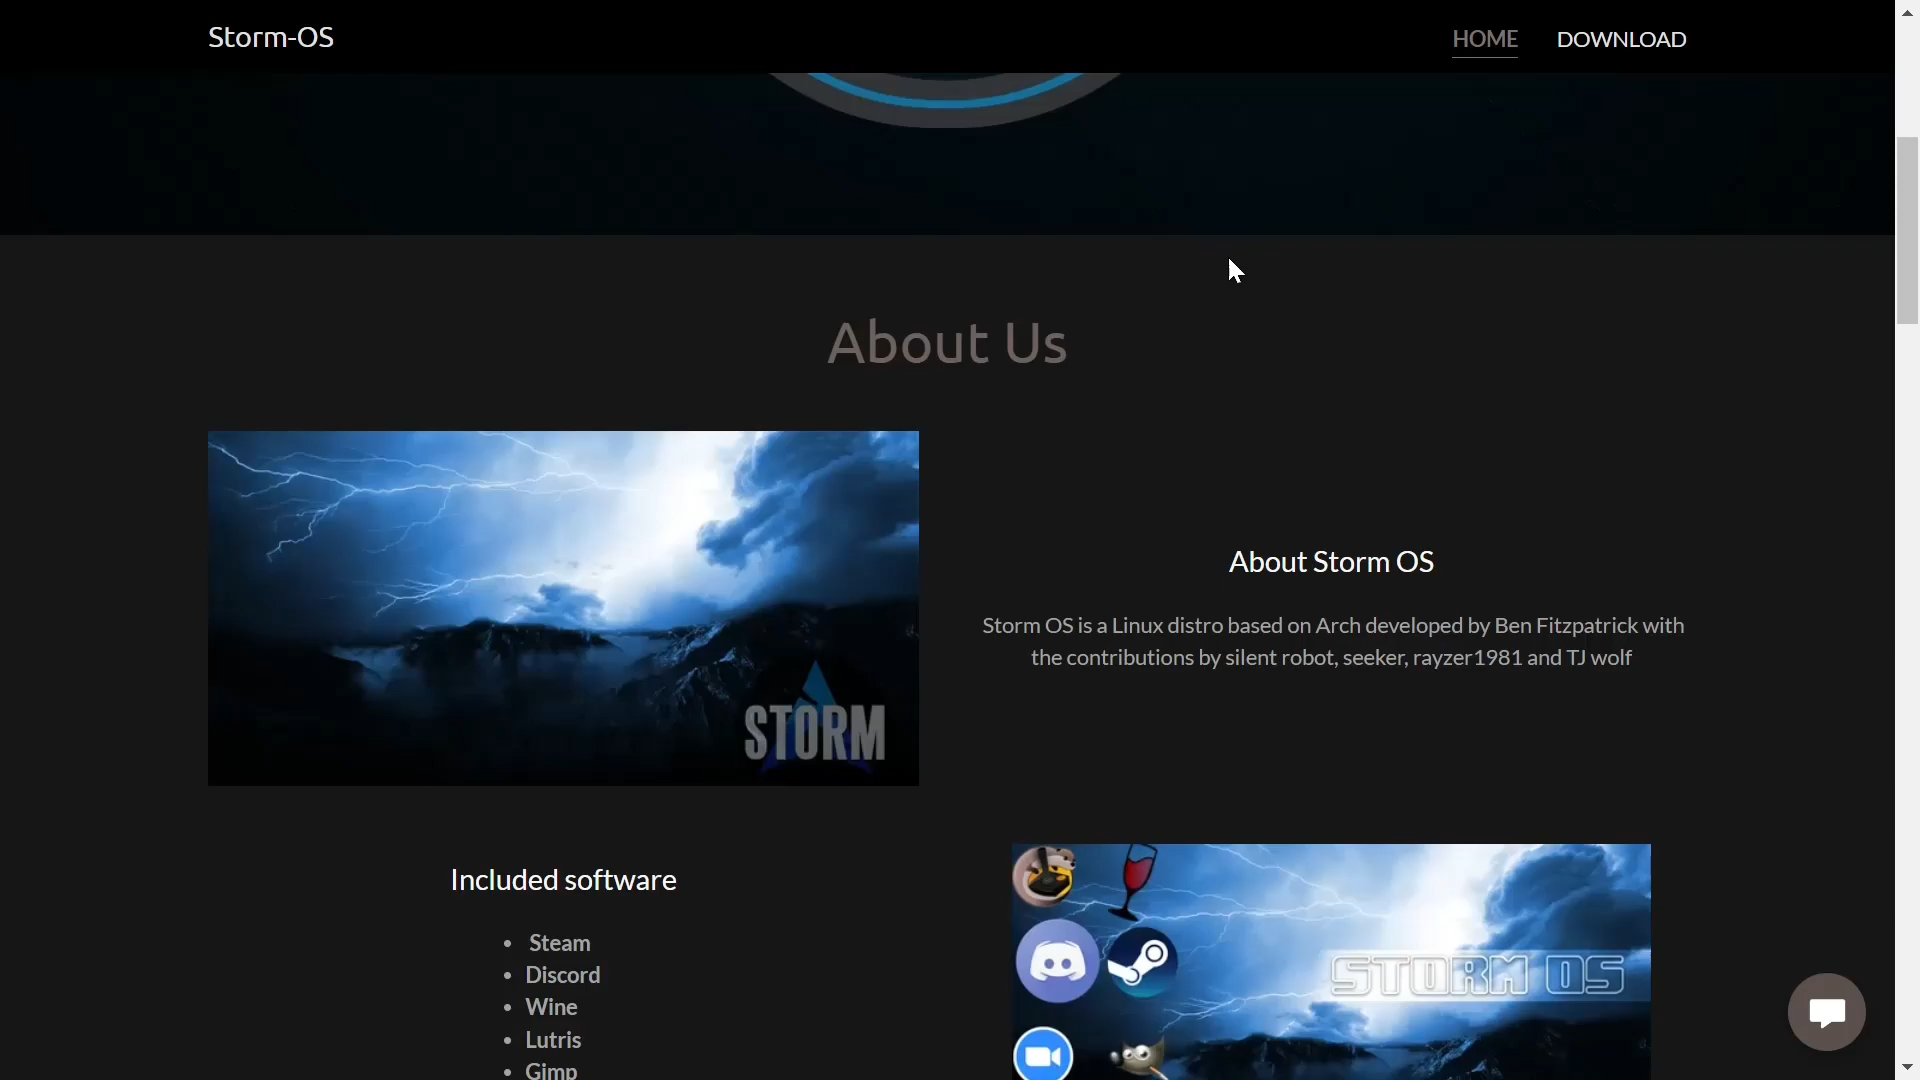 Storm-OS
HOME
DOWNLOAD
About Us
STORM
About Storm OS
Storm OS is a Linux distro based on Arch developed by Ben Fitzpatrick with
the contributions by silent robot, seeker, rayzer1981 and TJ wolf
Included software
• Steam
• Discord
• Wine
• Lutris
• Gimp
STORM OS